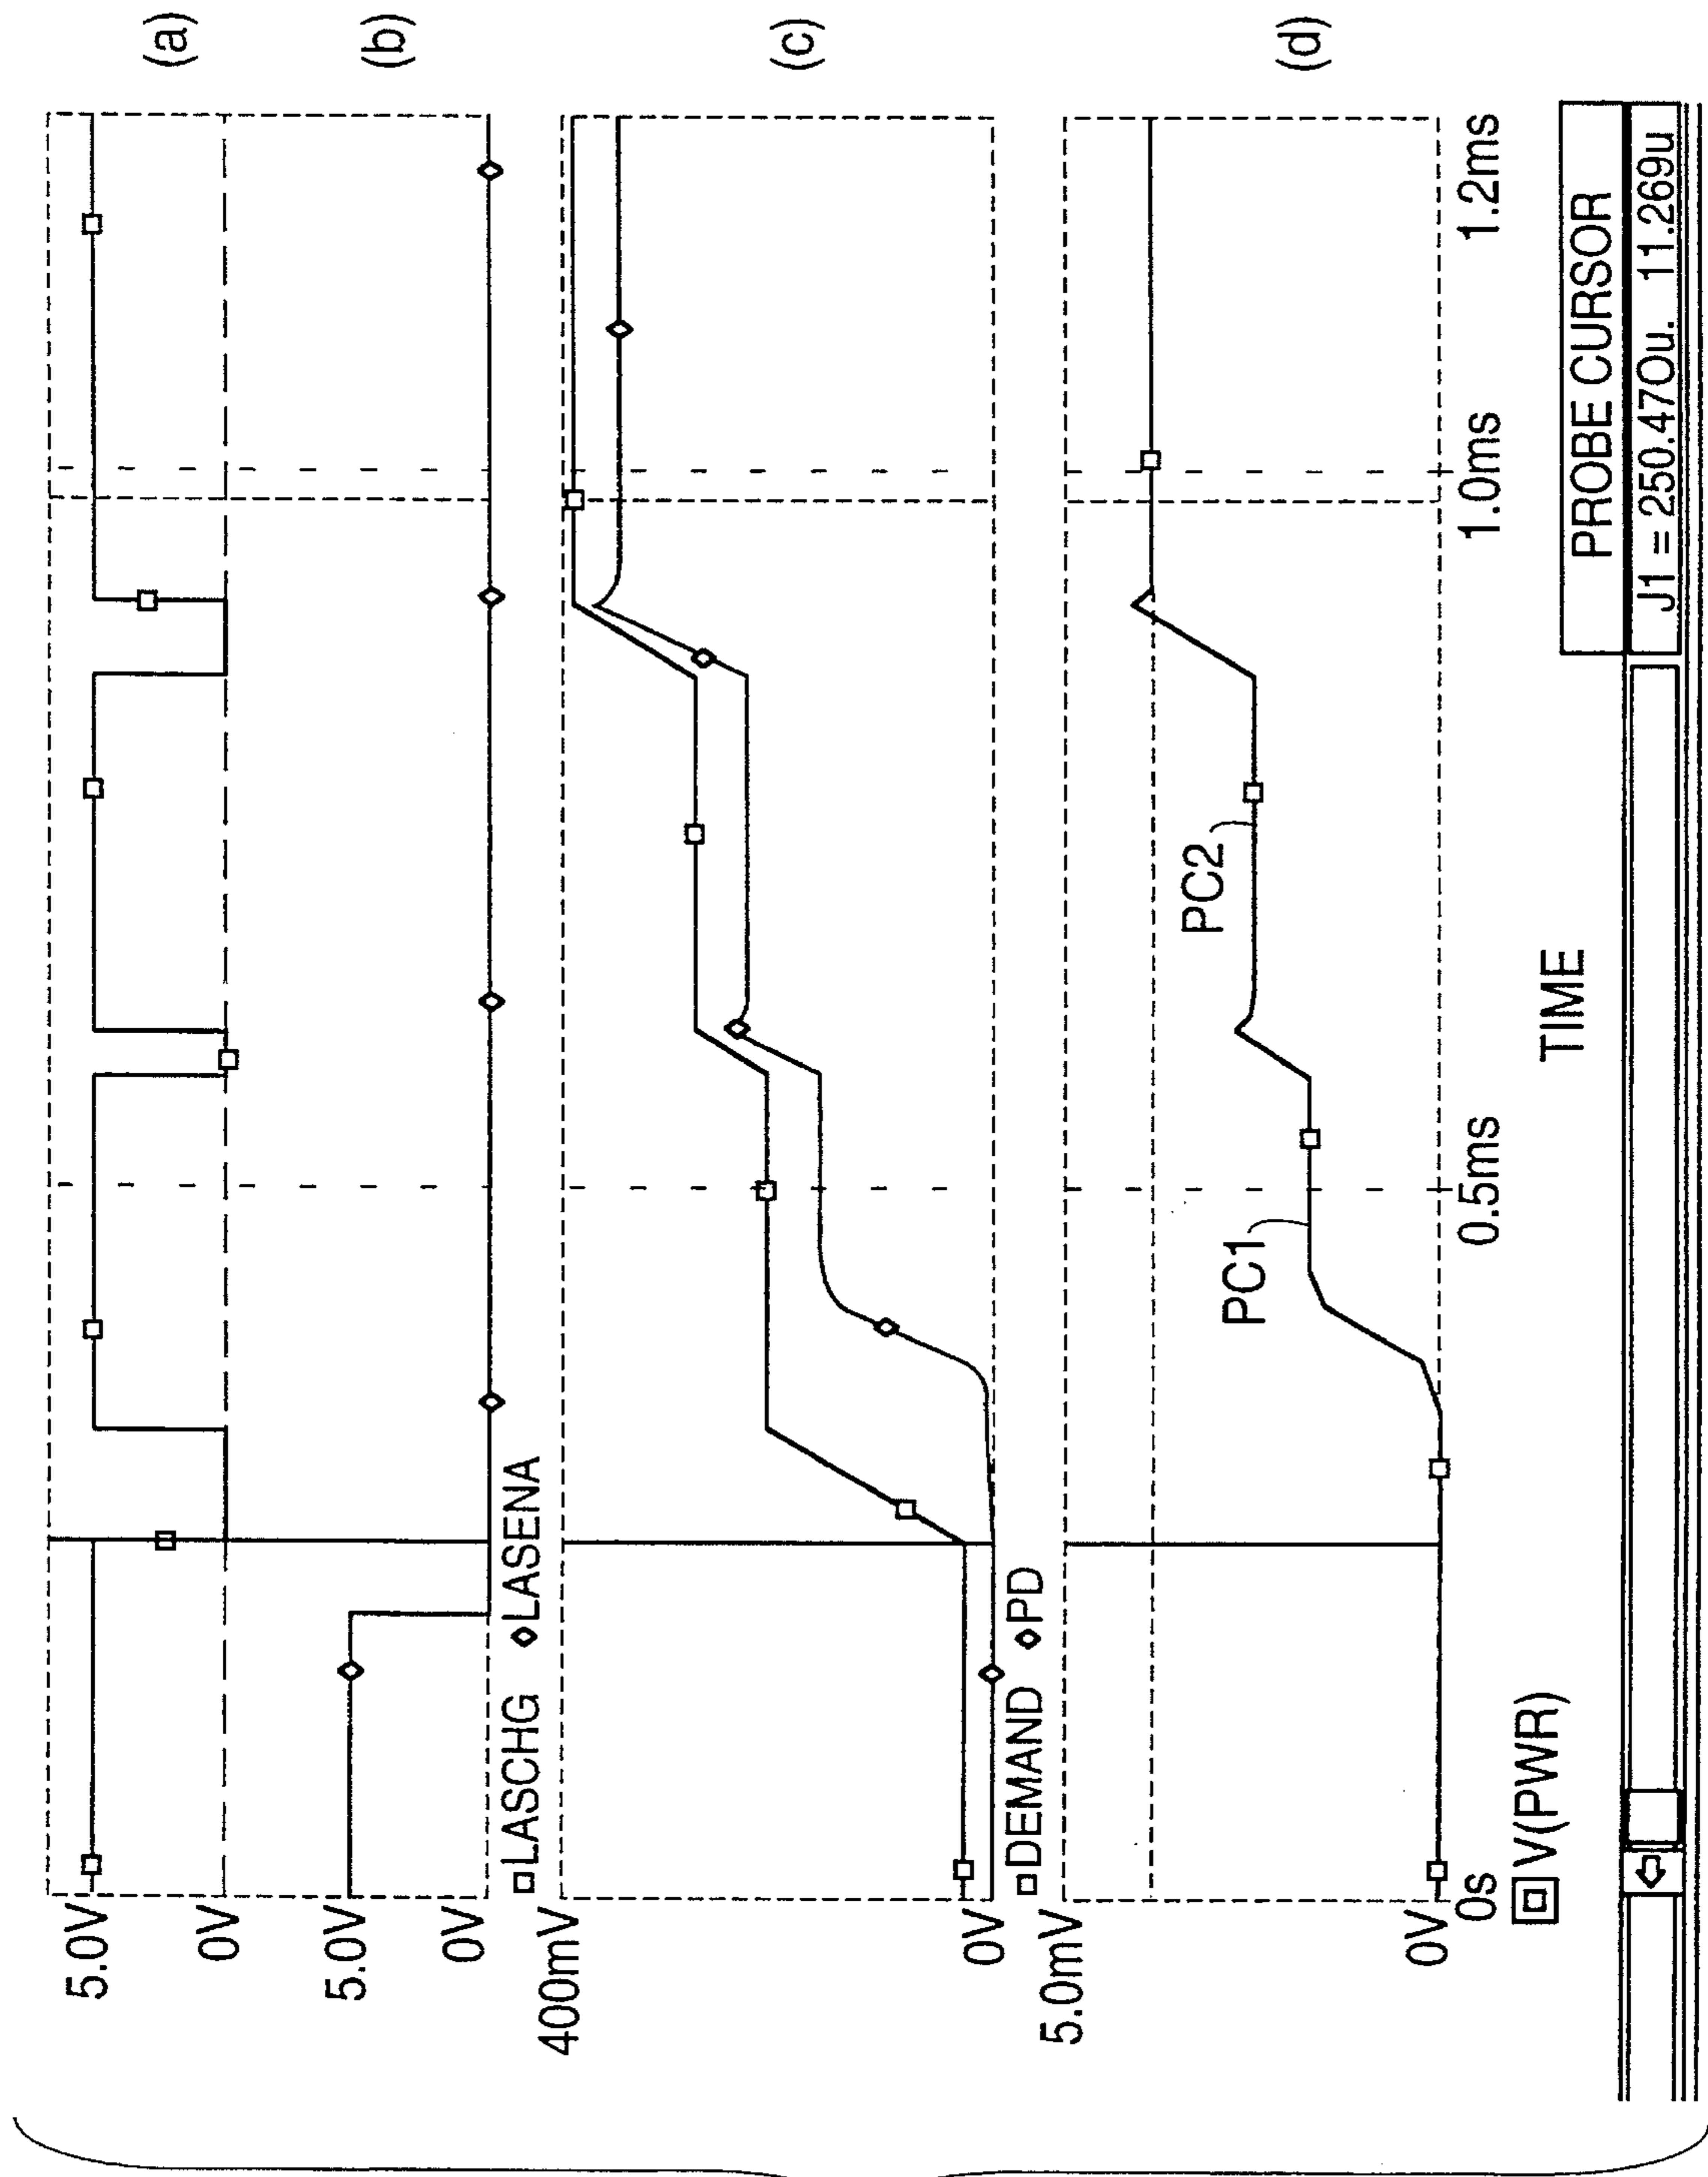 (a)
5.0V
0V
(b)
5.0V
0V
LASCHG LASENA
(c)
400mV
0V
DEMAND PD
(d)
5.0mV
PC1
PC2
0V
0s
0.5ms
1.0ms
1.2ms
V(PWR)
TIME
PROBE CURSOR
J1 = 250.470u. 11.269u